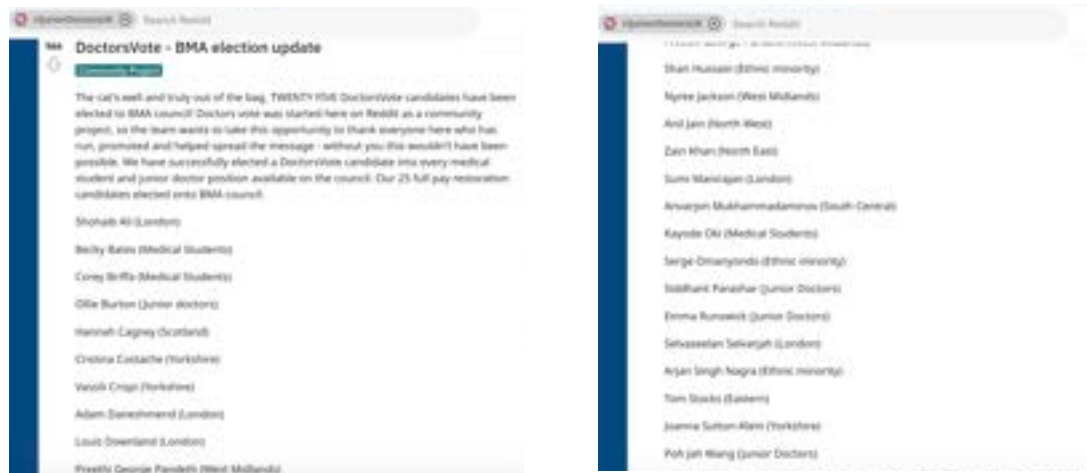 Search Reddit
DoctorsVote - BMA election update
Community Project
The cat's well and truly out of the bag, TWENTY FIVE DoctorsVote candidates have been
elected to BMA council! Doctors vote was started here on Reddit as a community
project, so the team wants to take this opportunity to thank everyone here who has
run, promoted and helped spread the message - without you this wouldn't have been
possible. We have successfully elected a DoctorsVote candidate into every medical
student and junior doctor position available on the council. Our 25 full pay restoration
candidates elected onto BMA council:
Shohaib Ali (London)
Becky Bates (Medical Students)
Corey Briffa (Medical Students)
Ollie Burton (Junior doctors)
Hannah Cagney (Scotland)
Cristina Costache (Yorkshire)
Vassili Crispi (Yorkshire)
Adam Daneshmend (London)
Louis (London)
Preethi George Pandeth (West Midlands)
Search Reddit
Shan Hussain (Ethnic minority)
Nyree Jackson (West Midlands)
Anil Jain (North West)
Zain Khan (North East)
Sumi Manirajan (London)
(South Central)
Kayode Oki (Medical Students)
Serge Omanyondo (Ethnic minority)
Siddhant Parashar (Junior Doctors)
Emma Runswick (Junior Doctors)
Selvaseelan Selvarjah (London)
Arjan Singh Nagra (Ethnic minority)
Tom Stocks (Eastern)
Joanna Sutton-Klein (Yorkshire)
Poh Wang (Junior Doctors)